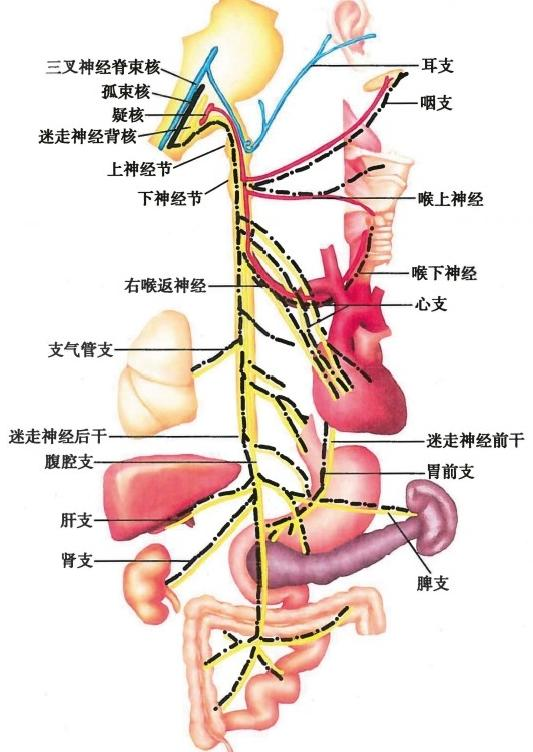 三叉神经脊束核
孤束核
疑核
迷走神经背核
上神经节
下神经节
右喉返神经
支气管支
迷走神经后干
腹腔支
肝支
肾支
耳支
咽支
喉上神经
喉下神经
心支
迷走神经前干
胃前支
脾支